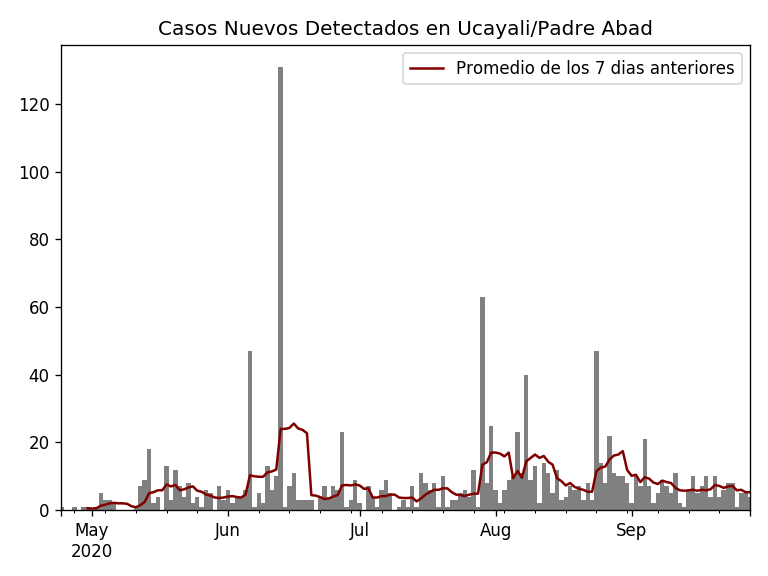 Casos Nuevos Detectados en Ucayali/Padre Abad
Promedio de los 7 dias anteriores
120
100
80
60
40
20
0
May Jun Jul Aug Sep
2020